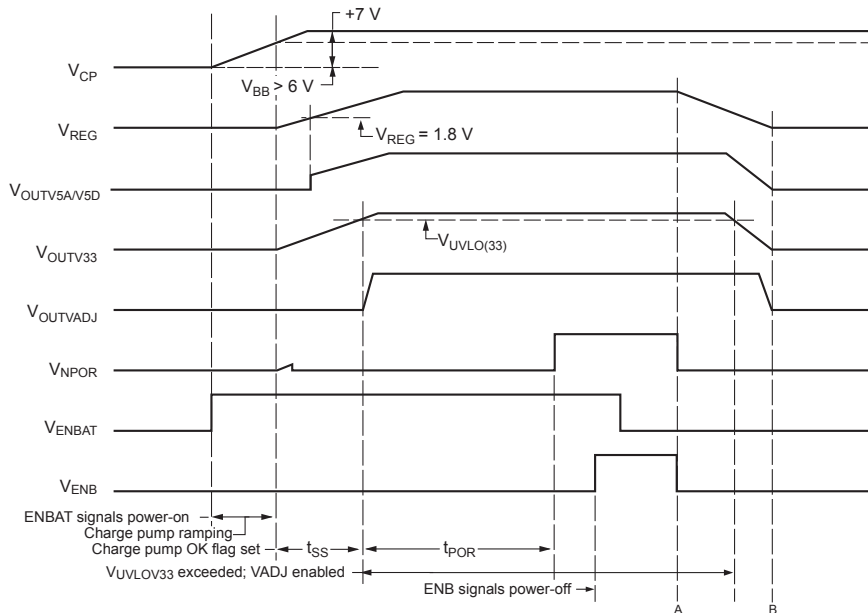 +7 V
VCP
VBB > 6 V
VREG
VREG = 1.8 V
VOUTV5A/V5D
VOUTV33
VUVLO(33)
VOUTVADJ
VNPOR
VENBAT
VENB
ENBAT signals power-on
Charge pump ramping
Charge pump OK flag set
tSS
tPOR
VUVLOV33 exceeded; VADJ enabled
ENB signals power-off
A
B